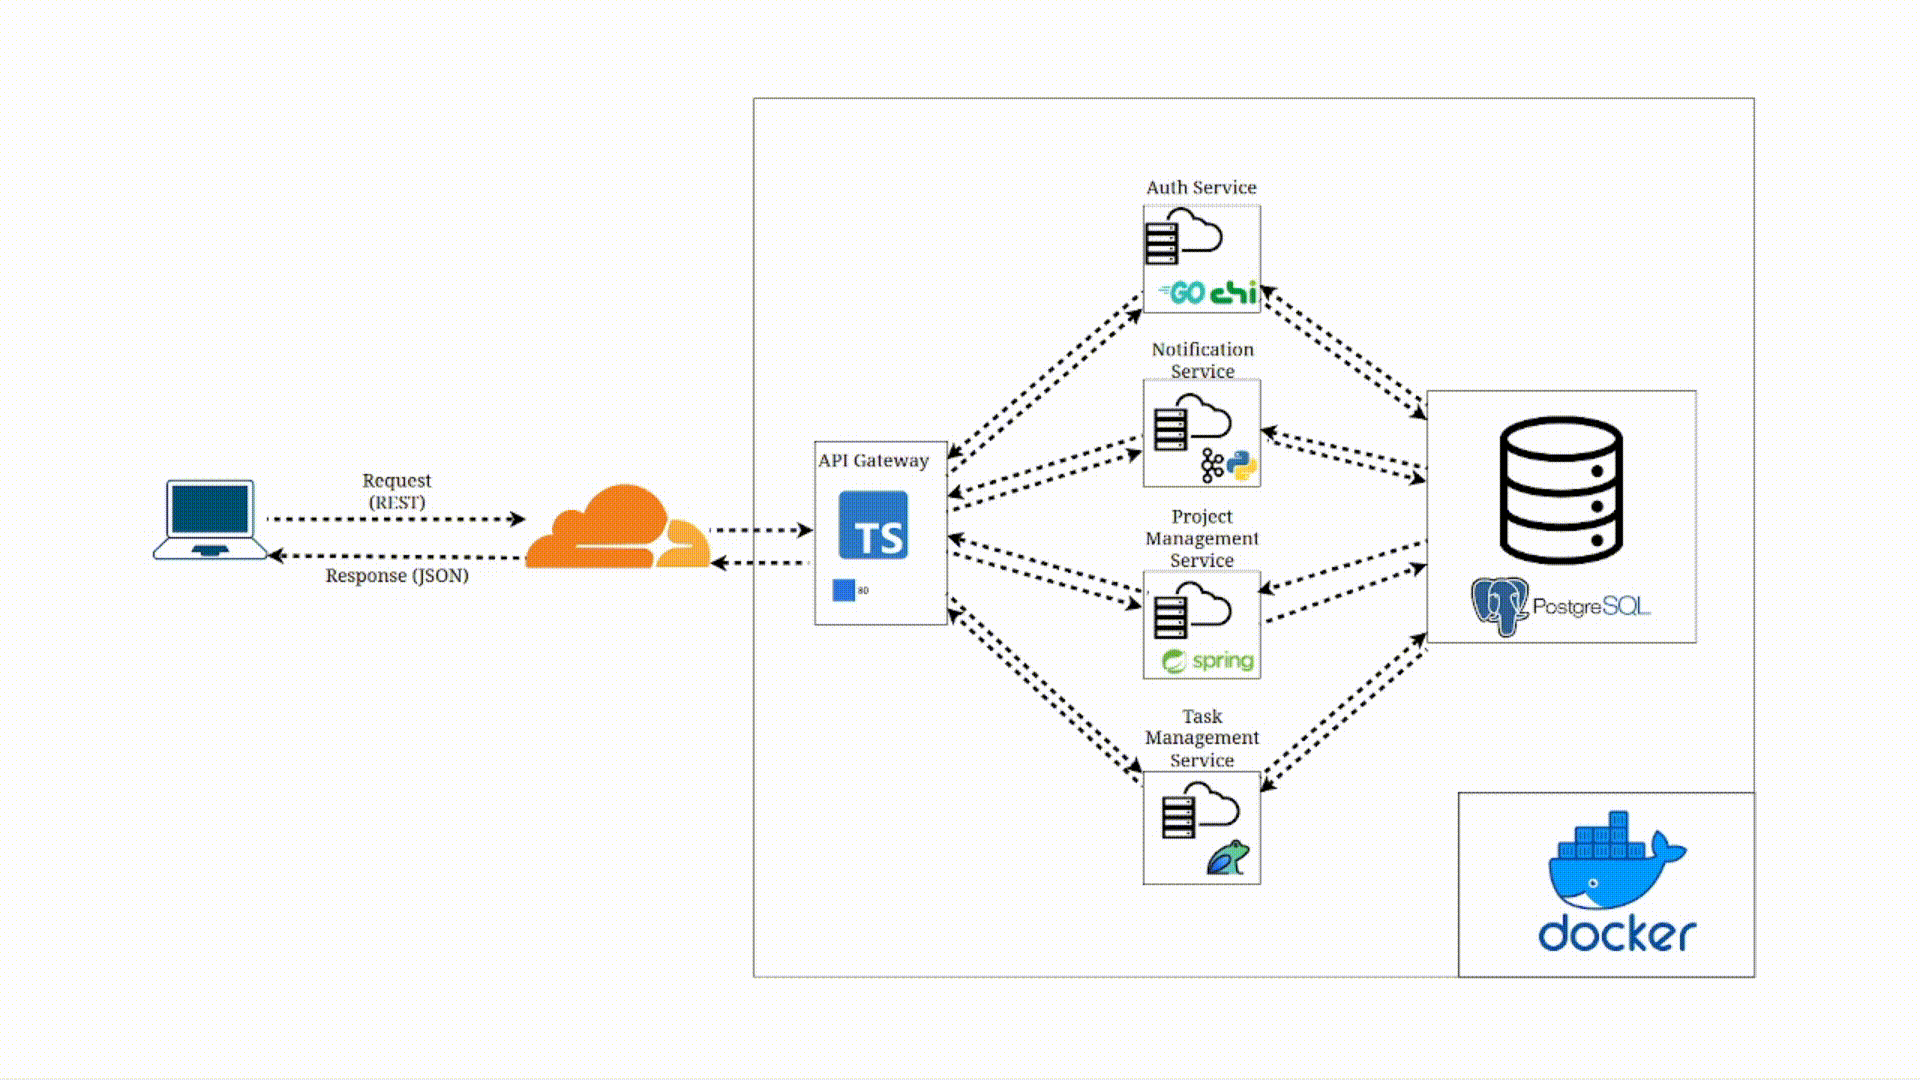 Auth Service
GO chi
Notification
Service
API Gateway
TS
80
Request
(REST)
Response (JSON)
Project
Management
Service
spring
PostgreSQL
Task
Management
Service
docker